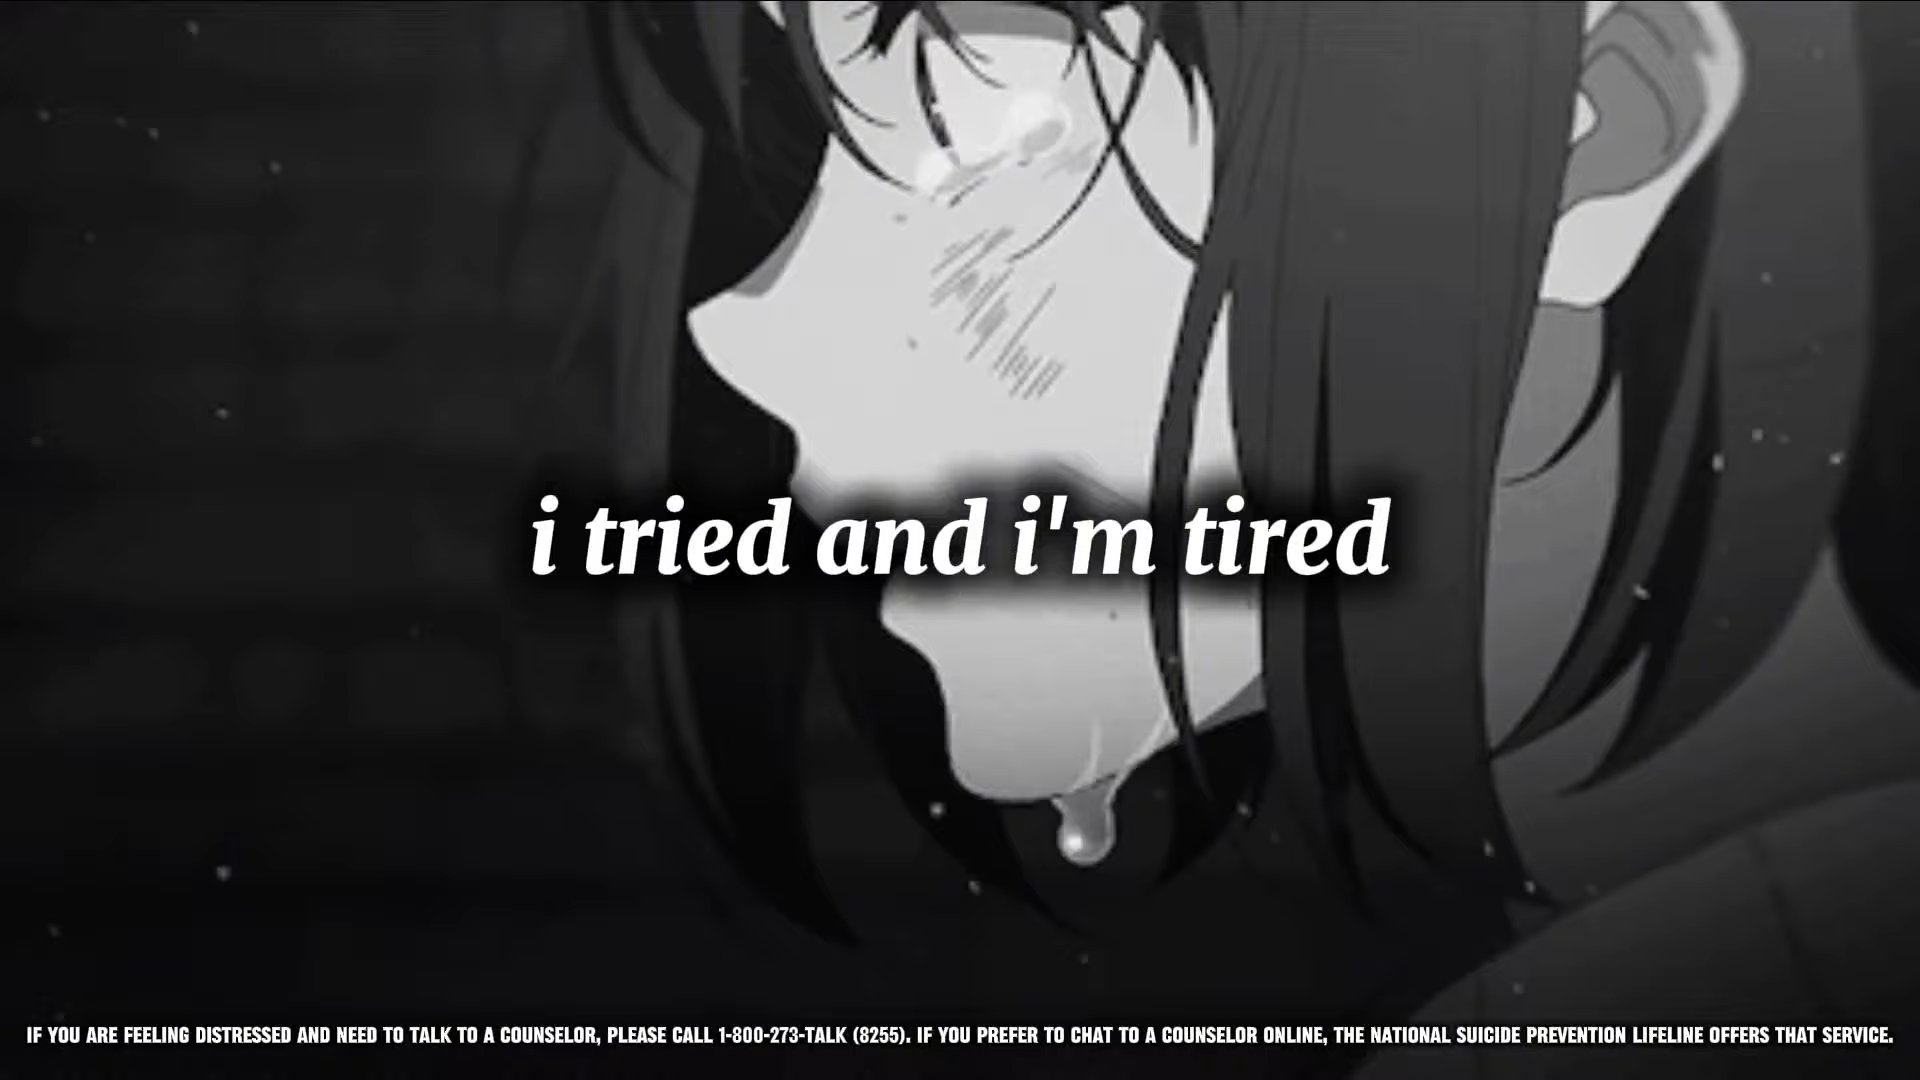 i tried and i'm tired
IF YOU ARE FEELING DISTRESSED AND NEED TO TALK TO A COUNSELOR, PLEASE CALL 1-800-273-TALK (8255). IF YOU PREFER TO CHAT TO A COUNSELOR ONLINE, THE NATIONAL SUICIDE PREVENTION LIFELINE OFFERS THAT SERVICE.